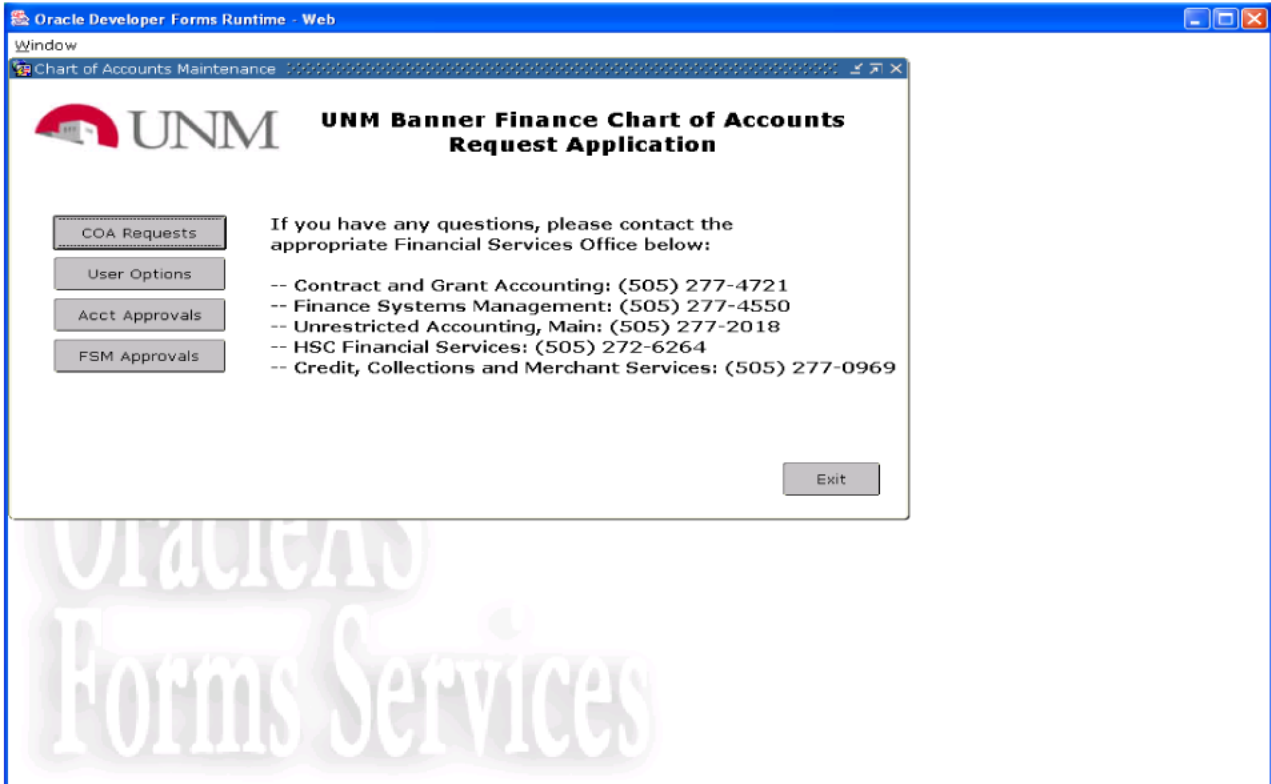 Oracle Developer Forms Runtime - Web
Window
Chart of Accounts Maintenance
UNM
UNM Banner Finance Chart of Accounts
Request Application
COA Requests
User Options
Acct Approvals
FSM Approvals
If you have any questions, please contact the
appropriate Financial Services Office below:
-- Contract and Grant Accounting: (505) 277-4721
-- Finance Systems Management: (505) 277-4550
-- Unrestricted Accounting, Main: (505) 277-2018
-- HSC Financial Services: (505) 272-6264
-- Credit, Collections and Merchant Services: (505) 277-0969
Exit
OracleAS
Forms Services